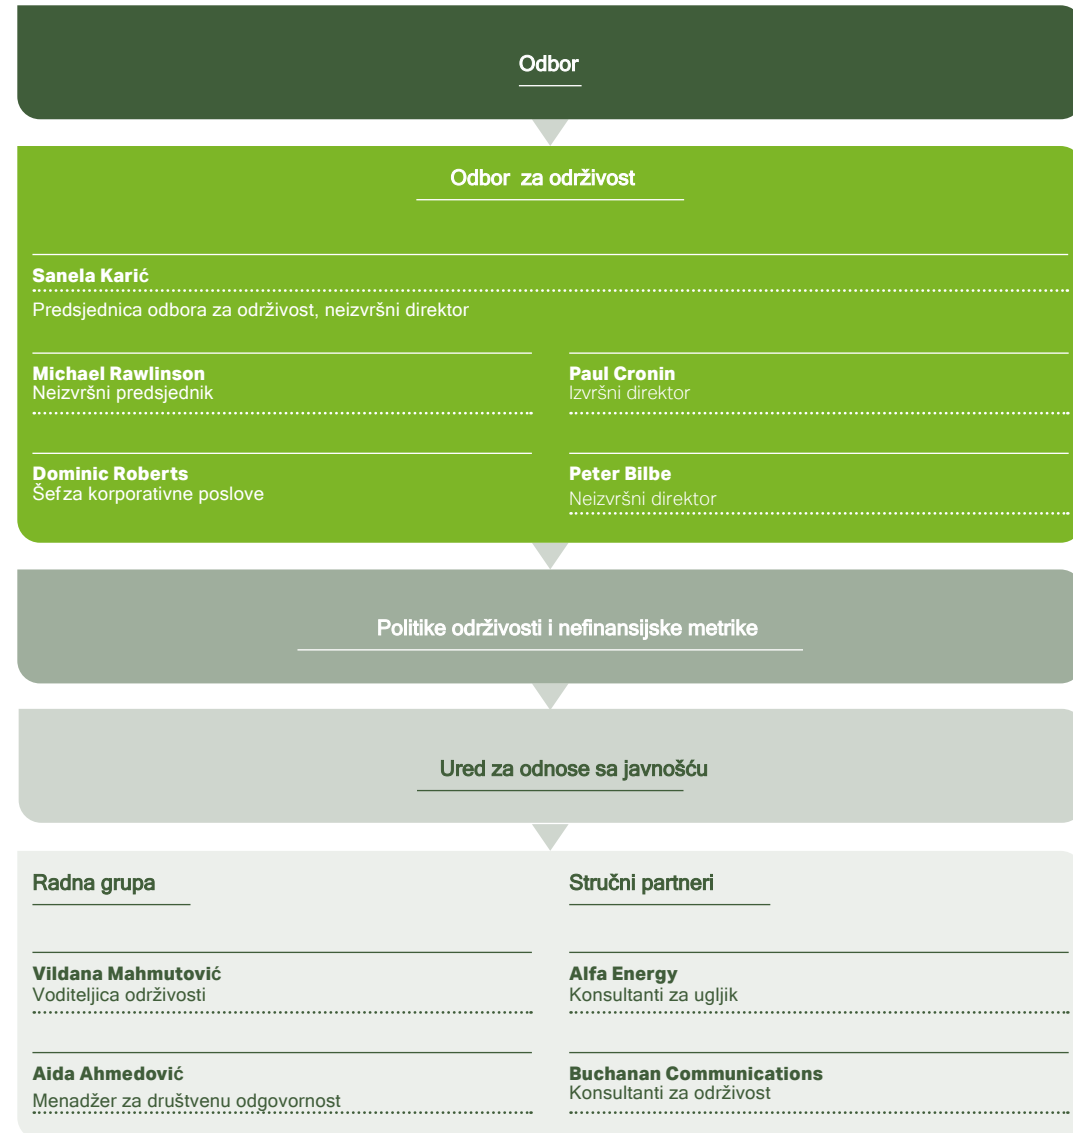 Odbor
Odbor za održivost
Sanela Karić
Predsjednica odbora za održivost, neizvršni direktor
Michael Rawlinson
Neizvršni predsjednik
Paul Cronin
Izvršni direktor
Dominic Roberts
Šef za korporativne poslove
Peter Bilbe
Neizvršni direktor
Politike održivosti i nefinansijske metrike
Ured za odnose sa javnošću
Radna grupa
Vildana Mahmutović
Voditeljica održivosti
Aida Ahmedović
Menadžer za društvenu odgovornost
Stručni partneri
Alfa Energy
Konsultanti za ugljik
Buchanan Communications
Konsultanti za održivost